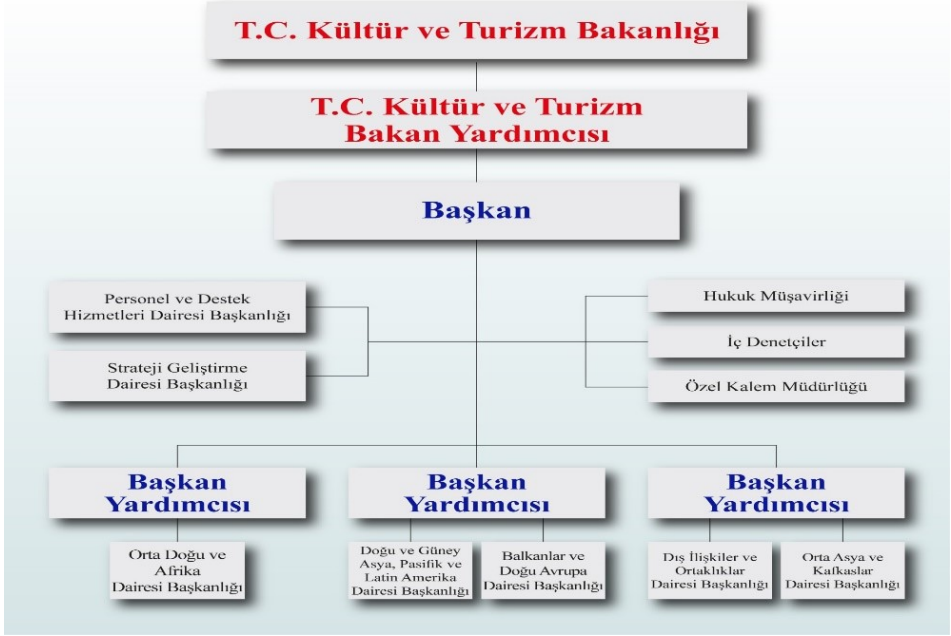 T.C. Kültür ve Turizm Bakanlığı
T.C. Kültür ve Turizm
Bakan Yardımcısı
Başkan
Personel ve Destek
Hizmetleri Dairesi Başkanlığı
Strateji Geliştirme
Dairesi Başkanlığı
Hukuk Müşavirliği
İç Denetçiler
Özel Kalem Müdürlüğü
Başkan
Yardımcısı
Orta Doğu ve
Afrika
Dairesi Başkanlığı
Başkan
Yardımcısı
Doğu ve Güney
Asya, Pasifik ve
Latin Amerika
Dairesi Başkanlığı
Balkanlar ve
Doğu Avrupa
Dairesi Başkanlığı
Başkan
Yardımcısı
Dış İlişkiler ve
Ortaklıklar
Dairesi Başkanlığı
Orta Asya ve
Kafkaslar
Dairesi Başkanlığı